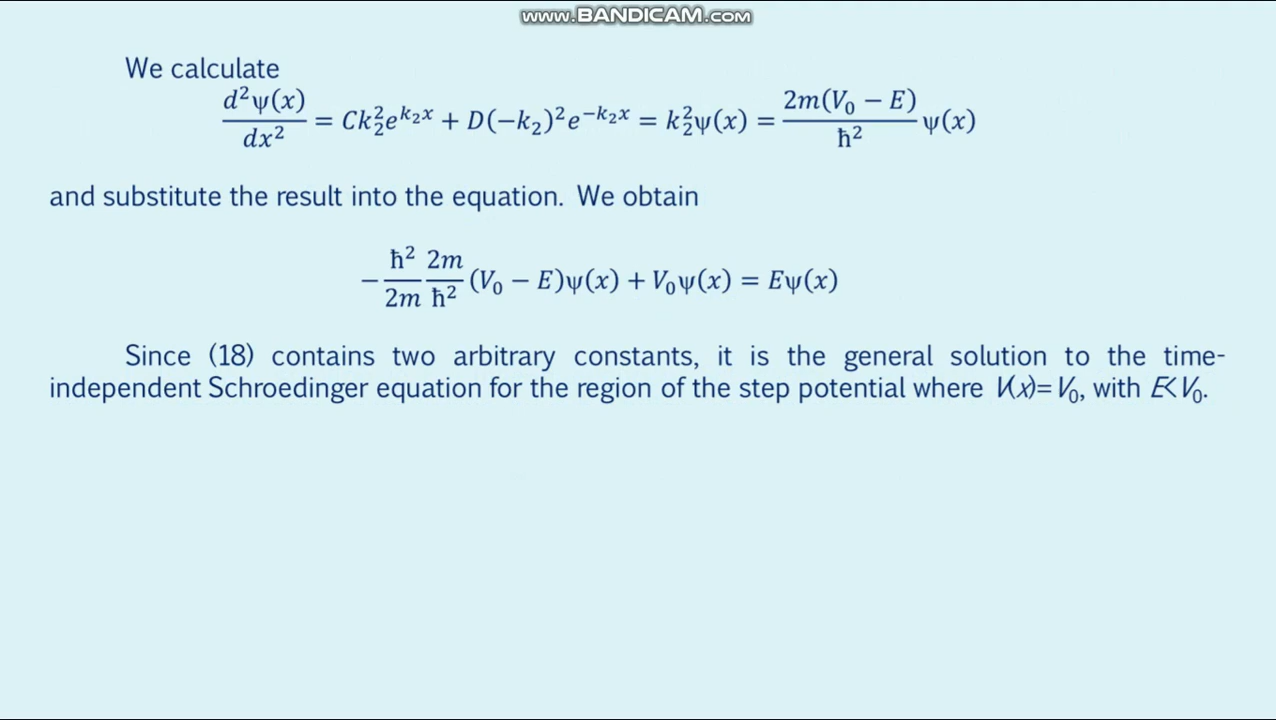 www.BANDICAM.com
We calculate
d²ψ(x)/dx² = Ck₂²e^(k₂x) + D(−k₂)²e^(−k₂x) = k₂²ψ(x) = 2m(V₀ − E)/ħ² ψ(x)
and substitute the result into the equation. We obtain
−ħ²/2m 2m/ħ² (V₀ − E)ψ(x) + V₀ψ(x) = Eψ(x)
Since (18) contains two arbitrary constants, it is the general solution to the time-
independent Schroedinger equation for the region of the step potential where V(x)=V₀, with E<V₀.